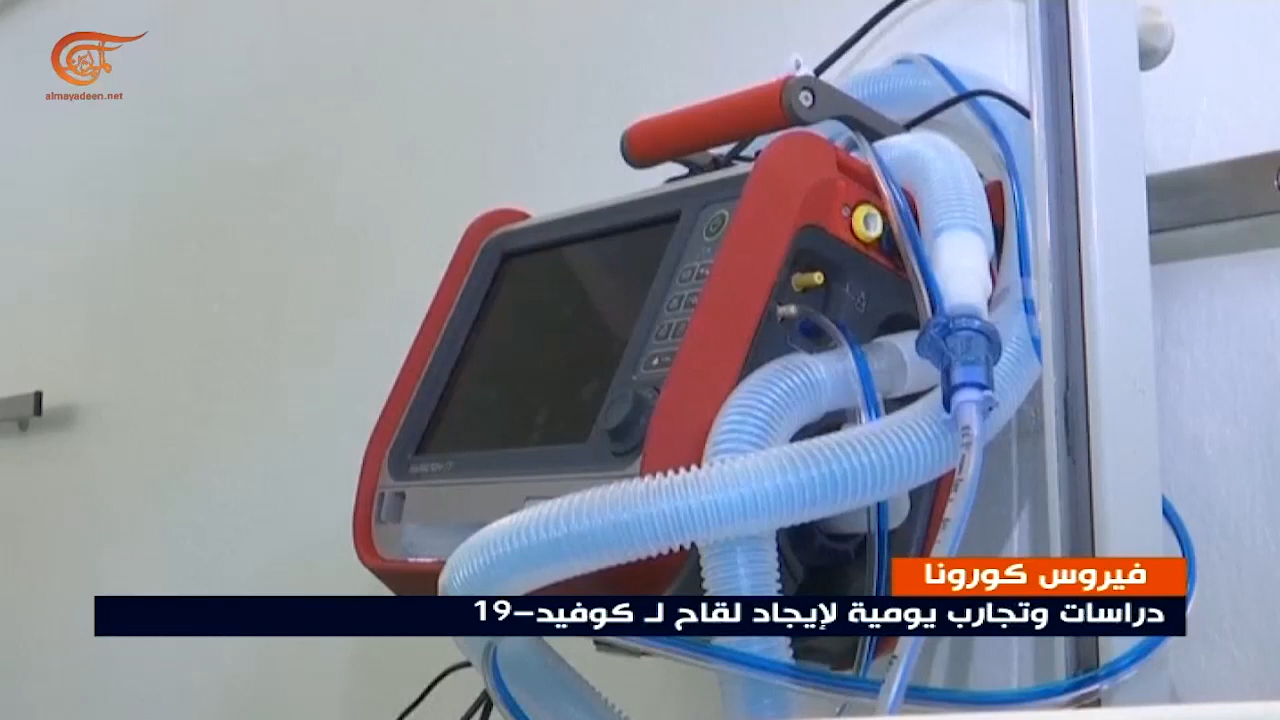 almayadeen.net
فيروس كورونا
دراسات وتجارب يومية لإيجاد لقاح لـ كوفيد-19